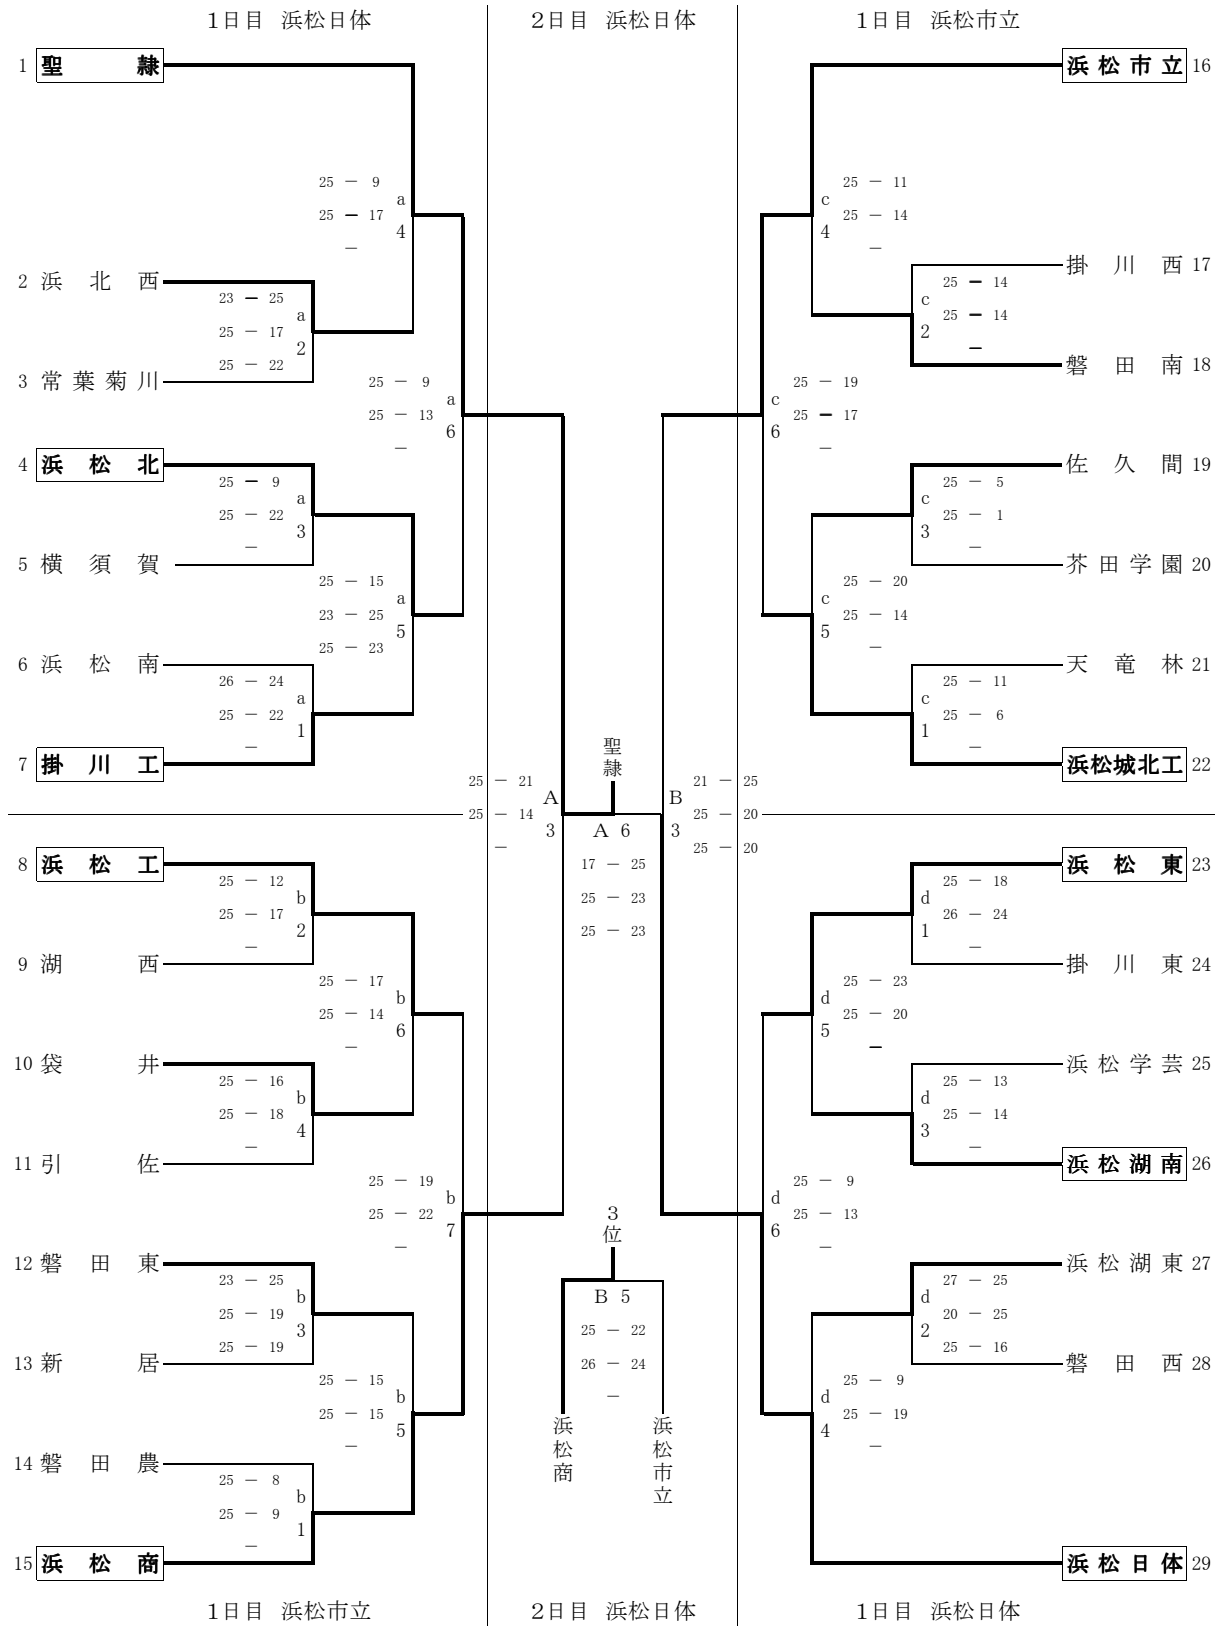 1日目 浜松日体
2日目 浜松日体
1日目 浜松市立
1 聖隷
浜松市立 16
25 － 9
a
25 － 17
4
－
25 － 11
c
25 － 14
4
－
2 浜北西
掛川西 17
23 － 25
a
25 － 17
2
25 － 22
25 － 14
c
25 － 14
2
－
3 常葉菊川
磐田南 18
25 － 9
a
25 － 13
6
－
25 － 19
c
25 － 17
6
－
4 浜松北
佐久間 19
25 － 9
a
25 － 22
3
－
25 － 5
c
25 － 1
3
－
5 横須賀
芥田学園 20
25 － 15
a
23 － 25
5
25 － 23
25 － 20
c
25 － 14
5
－
6 浜松南
天竜林 21
26 － 24
a
25 － 22
1
－
25 － 11
c
25 － 6
1
－
7 掛川工
聖隷
浜松城北工 22
25 － 21
A
25 － 14
3
－
21 － 25
B
25 － 20
3
25 － 20
A 6
17 － 25
25 － 23
25 － 23
8 浜松工
浜松東 23
25 － 12
b
25 － 17
2
－
25 － 18
d
26 － 24
1
－
9 湖西
掛川東 24
25 － 17
b
25 － 14
6
－
25 － 23
d
25 － 20
5
－
10 袋井
浜松学芸 25
25 － 16
b
25 － 18
4
－
25 － 13
d
25 － 14
3
－
11 引佐
浜松湖南 26
25 － 19
b
25 － 22
7
－
25 － 9
d
25 － 13
6
－
3位
12 磐田東
浜松湖東 27
23 － 25
b
25 － 19
3
25 － 19
B 5
25 － 22
26 － 24
－
27 － 25
d
20 － 25
2
25 － 16
13 新居
磐田西 28
25 － 15
b
25 － 15
5
－
25 － 9
d
25 － 19
4
－
浜松商
浜松市立
14 磐田農
25 － 8
b
25 － 9
1
－
15 浜松商
浜松日体 29
1日目 浜松市立
2日目 浜松日体
1日目 浜松日体